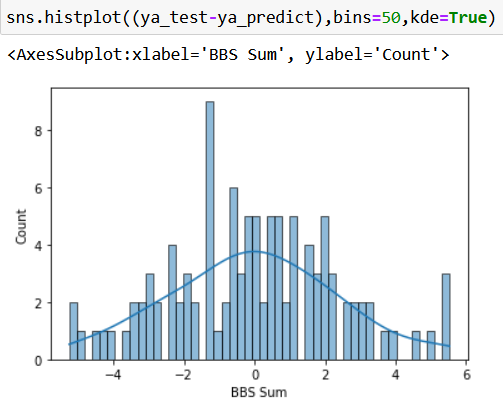 sns.histplot((ya_test-ya_predict),bins=50,kde=True)
<AxesSubplot:xlabel='BBS Sum', ylabel='Count'>
8
6
4
2
0
Count
−4 −2 0 2 4 6
BBS Sum